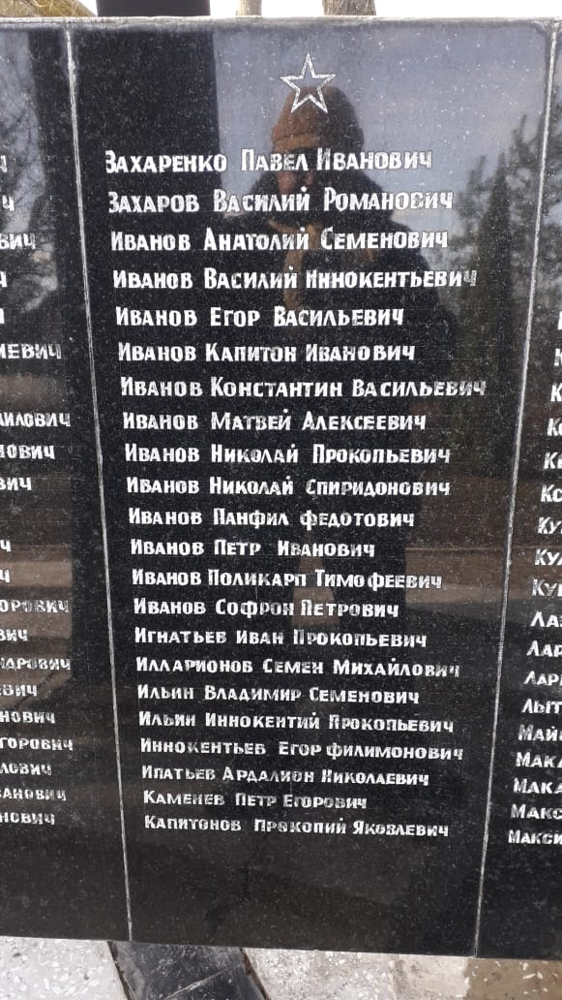 ЗАХАРЕНКО ПАВЕЛ ИВАНОВИЧ
ЗАХАРОВ ВАСИЛИЙ РОМАНОВИЧ
ИВАНОВ АНАТОЛИЙ СЕМЕНОВИЧ
ИВАНОВ ВАСИЛИЙ ИННОКЕНТЬЕВИЧ
ИВАНОВ ЕГОР ВАСИЛЬЕВИЧ
ИВАНОВ КАПИТОН ИВАНОВИЧ
ИВАНОВ КОНСТАНТИН ВАСИЛЬЕВИЧ
ИВАНОВ МАТВЕЙ АЛЕКСЕЕВИЧ
ИВАНОВ НИКОЛАЙ ПРОКОПЬЕВИЧ
ИВАНОВ НИКОЛАЙ СПИРИДОНОВИЧ
ИВАНОВ ПАНФИЛ ФЕДОТОВИЧ
ИВАНОВ ПЕТР ИВАНОВИЧ
ИВАНОВ ПОЛИКАРП ТИМОФЕЕВИЧ
ИВАНОВ СОФРОН ПЕТРОВИЧ
ИГНАТЬЕВ ИВАН ПРОКОПЬЕВИЧ
ИЛЛАРИОНОВ СЕМЕН МИХАЙЛОВИЧ
ИЛЬИН ВЛАДИМИР СЕМЕНОВИЧ
ИЛЬИН ИННОКЕНТИЙ ПРОКОПЬЕВИЧ
ИННОКЕНТЬЕВ ЕГОР ФИЛИМОНОВИЧ
ИПАТЬЕВ АРДАЛИОН НИКОЛАЕВИЧ
КАМЕНЕВ ПЕТР ЕГОРОВИЧ
КАПИТОНОВ ПРОКОПИЙ ЯКОВЛЕВИЧ